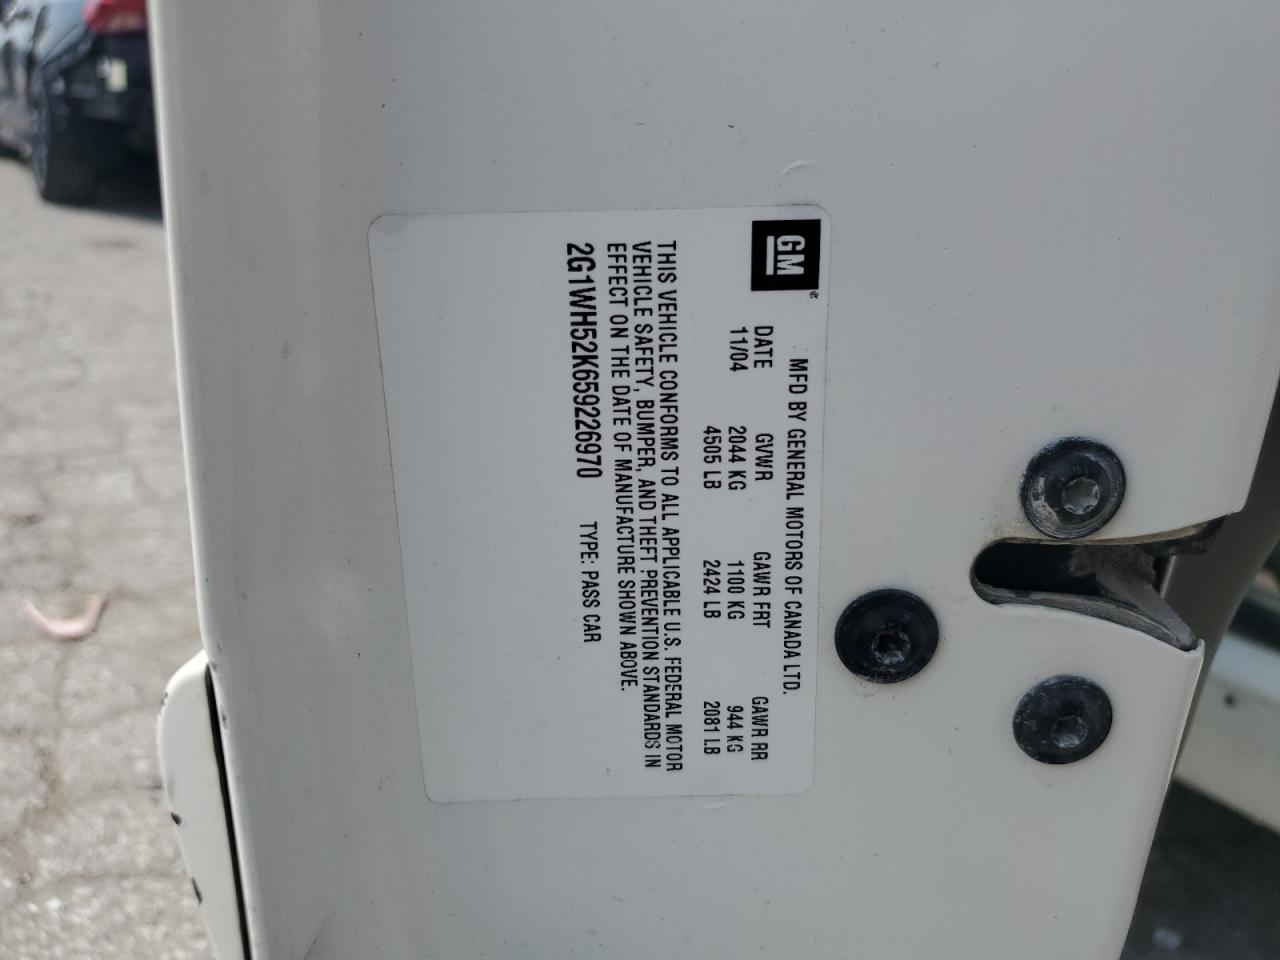 GM
MFD BY GENERAL MOTORS OF CANADA LTD.
DATE GVWR GAWR FRT GAWR RR
11/04 2044 KG 1100 KG 944 KG
4505 LB 2424 LB 2081 LB
THIS VEHICLE CONFORMS TO ALL APPLICABLE U.S. FEDERAL MOTOR
VEHICLE SAFETY, BUMPER, AND THEFT PREVENTION STANDARDS IN
EFFECT ON THE DATE OF MANUFACTURE SHOWN ABOVE.
2G1WH52K659226970 TYPE: PASS CAR